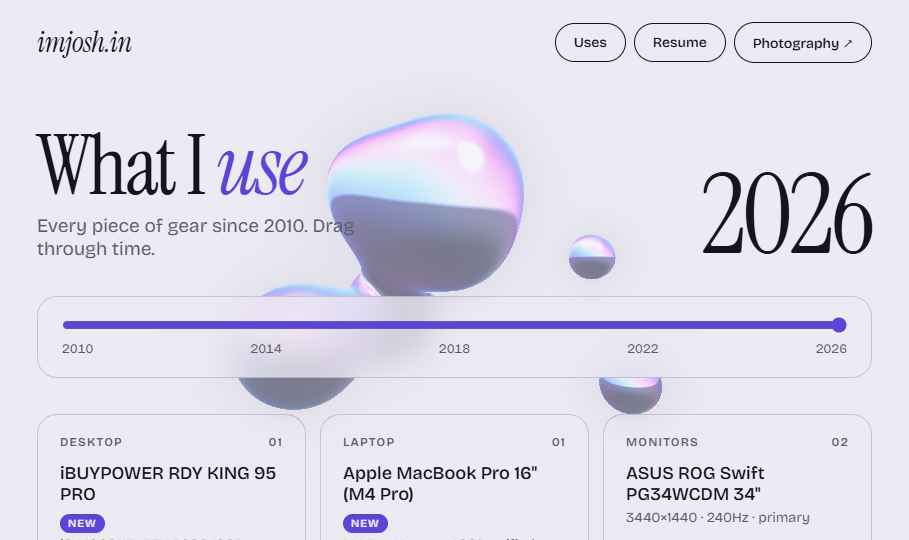 imjosh.in
Uses
Resume
Photography ↗
What I use
2026
Every piece of gear since 2010. Drag
through time.
2010
2014
2018
2022
2026
DESKTOP
01
iBUYPOWER RDY KING 95
PRO
NEW
LAPTOP
01
Apple MacBook Pro 16"
(M4 Pro)
NEW
MONITORS
02
ASUS ROG Swift
PG34WCDM 34"
3440×1440 · 240Hz · primary